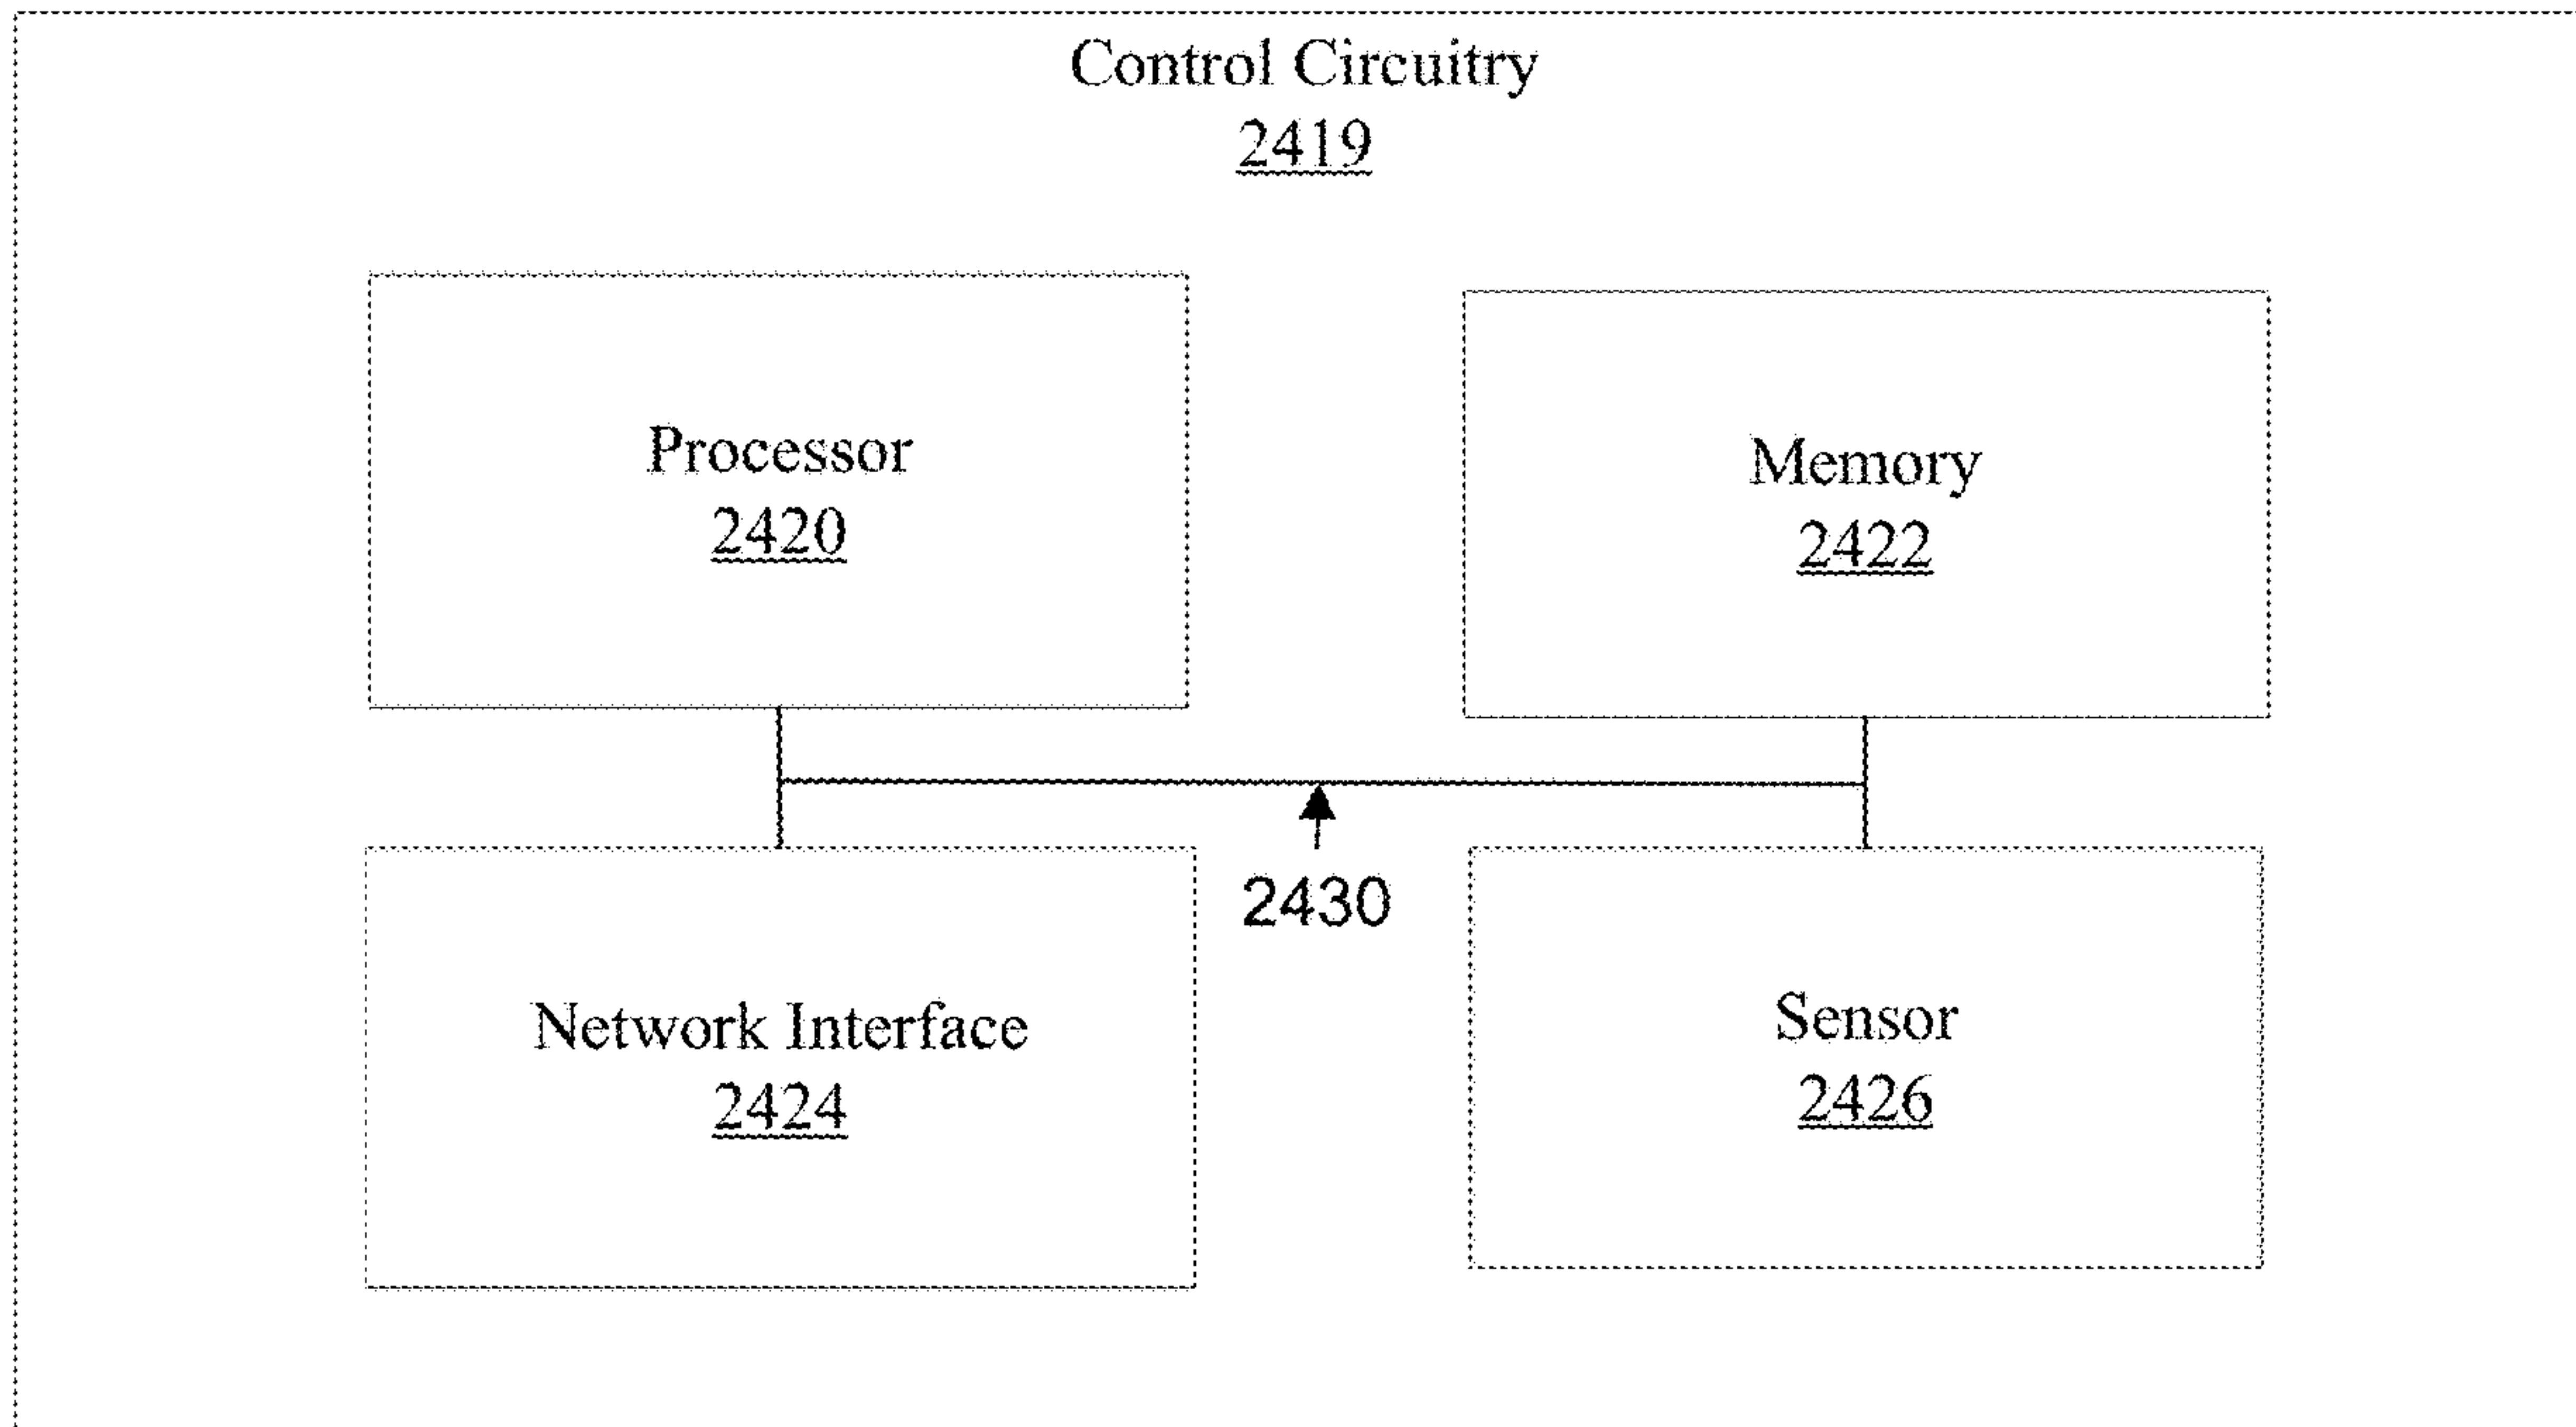 Control Circuitry
2419
Processor
2420
Memory
2422
2430
Network Interface
2424
Sensor
2426